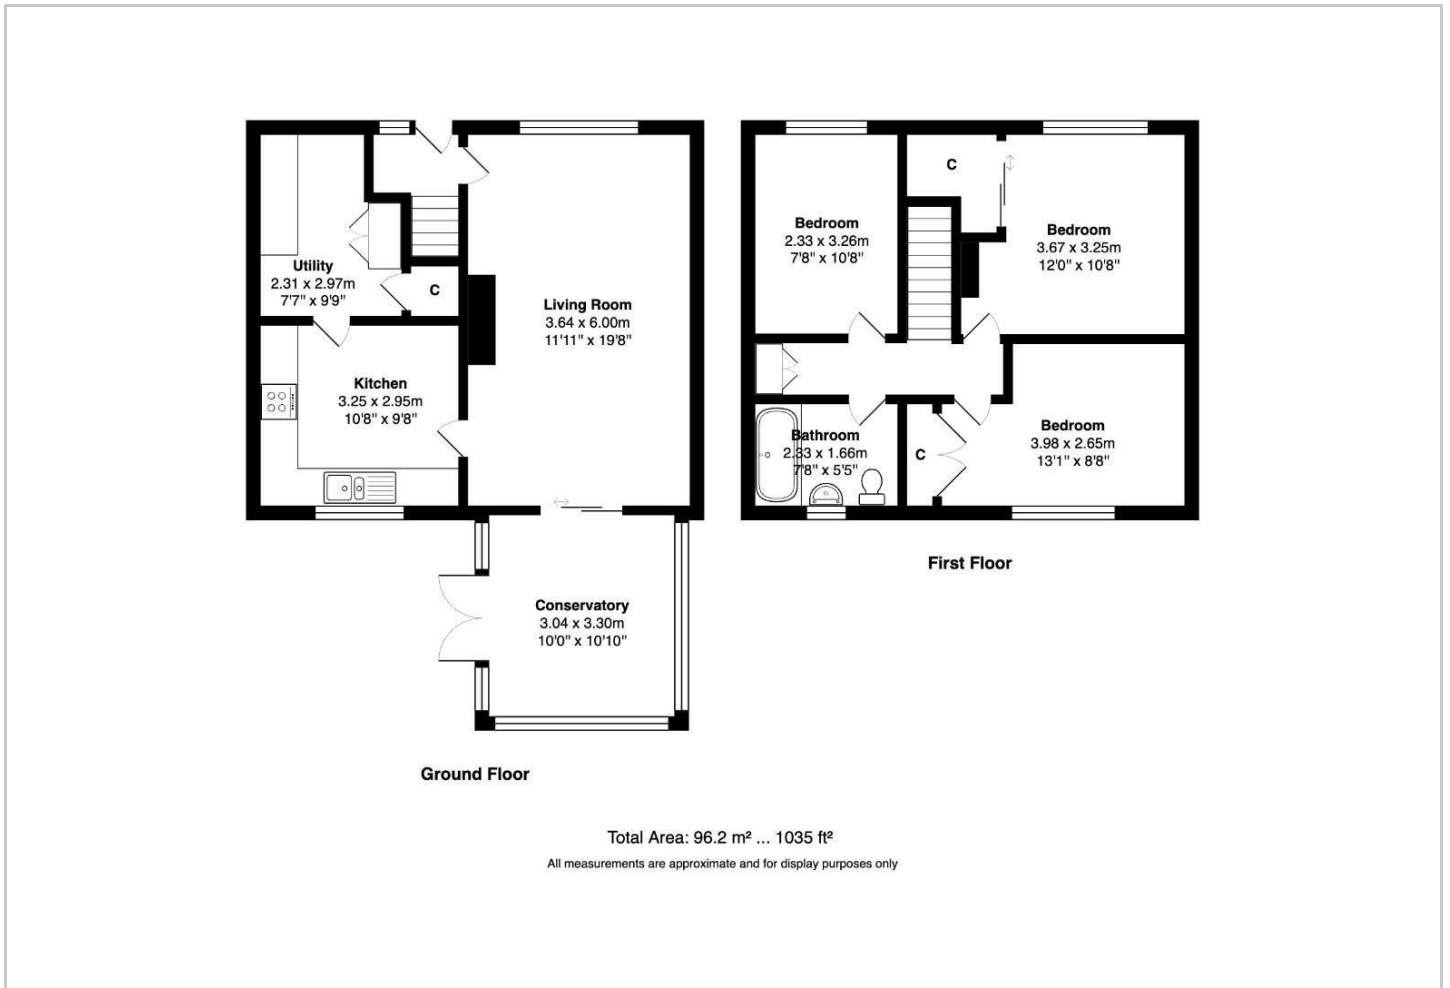 Utility
2.31 x 2.97m
7'7" x 9'9"
C
Living Room
3.64 x 6.00m
11'11" x 19'8"
Kitchen
3.25 x 2.95m
10'8" x 9'8"
Conservatory
3.04 x 3.30m
10'0" x 10'10"
Ground Floor
Bedroom
2.33 x 3.26m
7'8" x 10'8"
C
Bedroom
3.67 x 3.25m
12'0" x 10'8"
Bathroom
2.33 x 1.66m
7'8" x 5'5"
C
Bedroom
3.98 x 2.65m
13'1" x 8'8"
First Floor
Total Area: 96.2 m² ... 1035 ft²
All measurements are approximate and for display purposes only